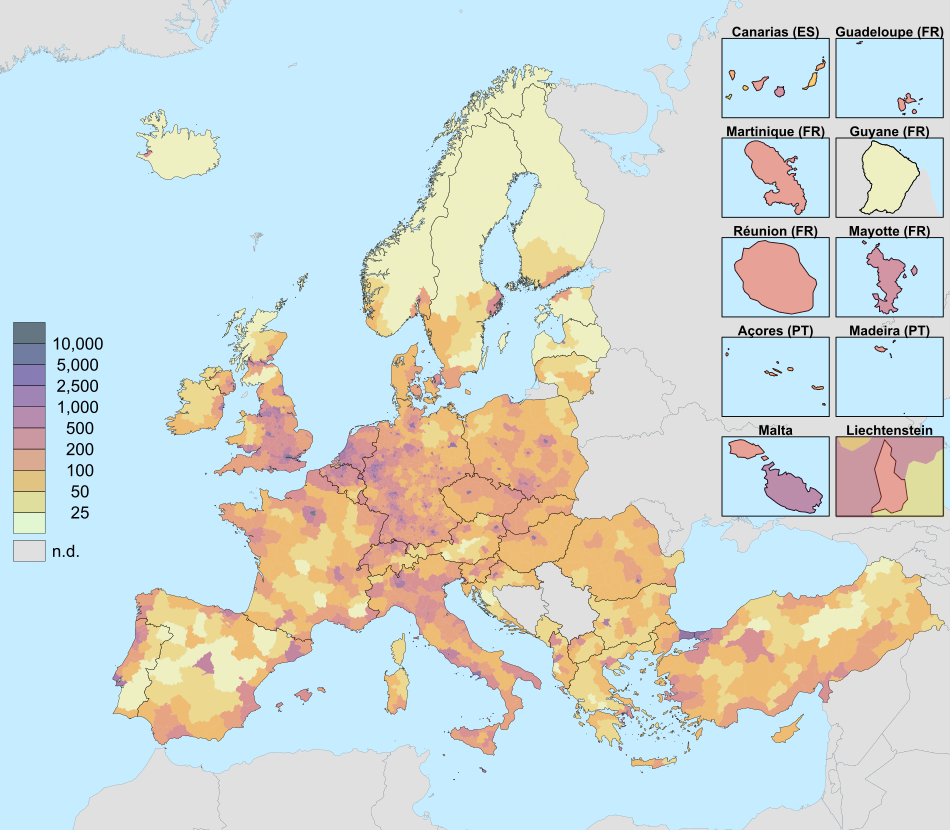 Canarias (ES)
Guadeloupe (FR)
Martinique (FR)
Guyane (FR)
Réunion (FR)
Mayotte (FR)
Açores (PT)
Madeira (PT)
Malta
Liechtenstein
10,000
5,000
2,500
1,000
500
200
100
50
25
n.d.